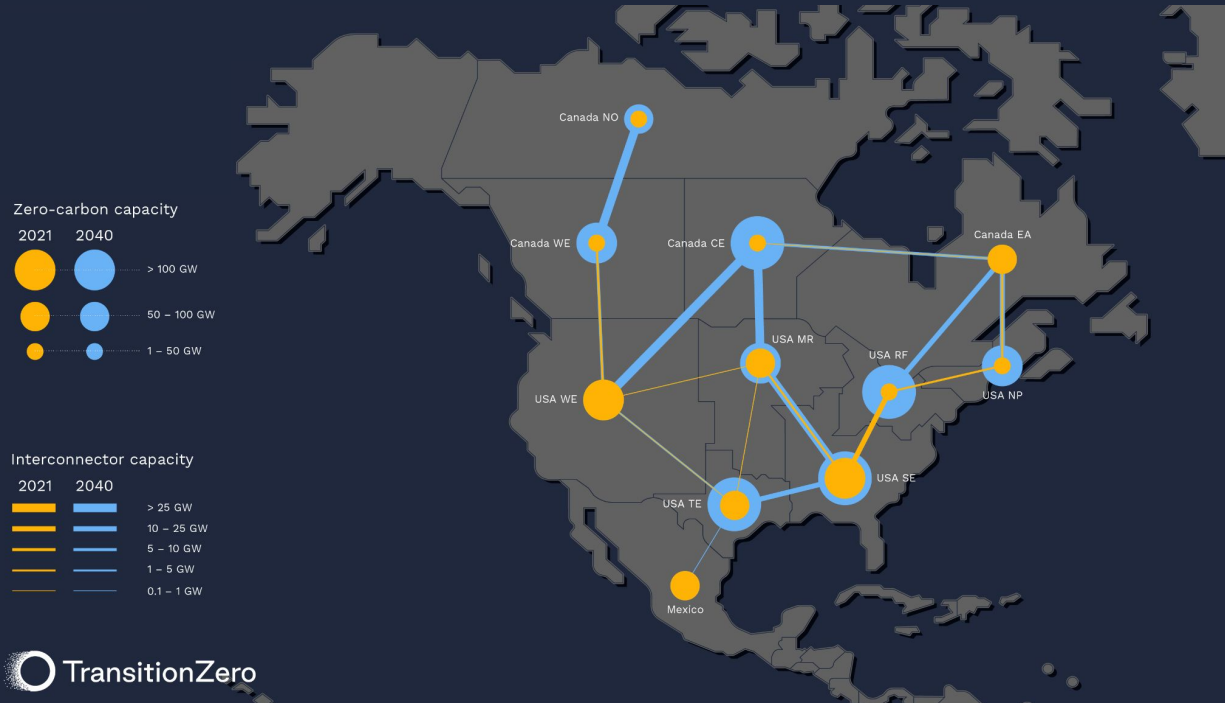 Canada NO
Zero-carbon capacity
2021 2040
> 100 GW
50 – 100 GW
1 – 50 GW
Canada WE
Canada CE
Canada EA
USA MR
USA RF
USA WE
USA NP
Interconnector capacity
2021 2040
> 25 GW
10 – 25 GW
5 – 10 GW
1 – 5 GW
0.1 – 1 GW
USA SE
USA TE
Mexico
TransitionZero